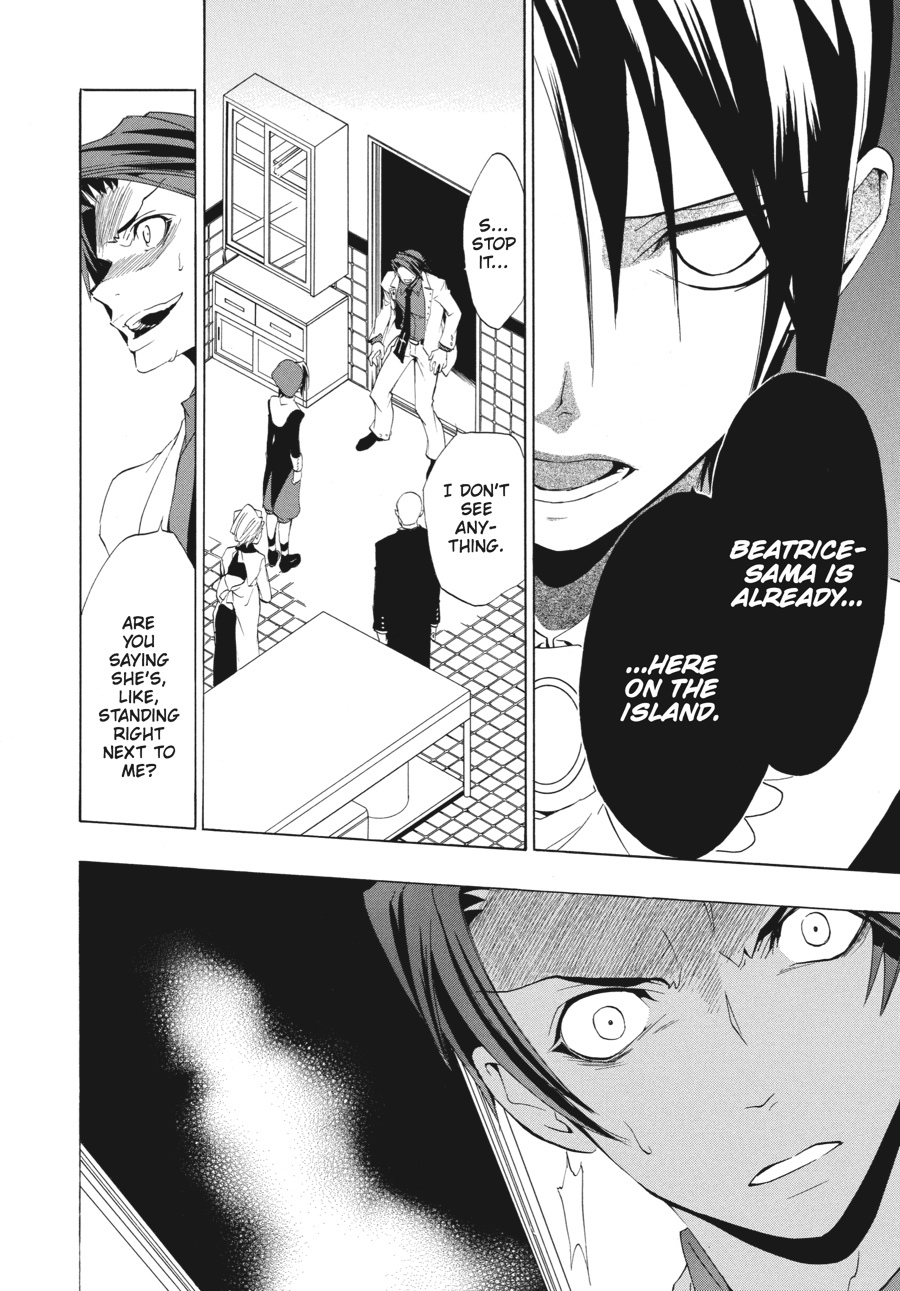 BEATRICE-
SAMA IS
ALREADY...
...HERE
ON THE
ISLAND.
S...
STOP
IT...
I DON'T
SEE
ANY-
THING.
ARE
YOU
SAYING
SHE'S,
LIKE,
STANDING
RIGHT
NEXT TO
ME?